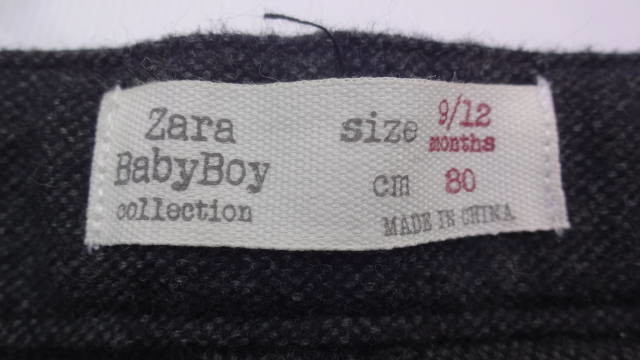 Zara
BabyBoy
collection
size 9/12
months
cm 80
MADE IN CHINA